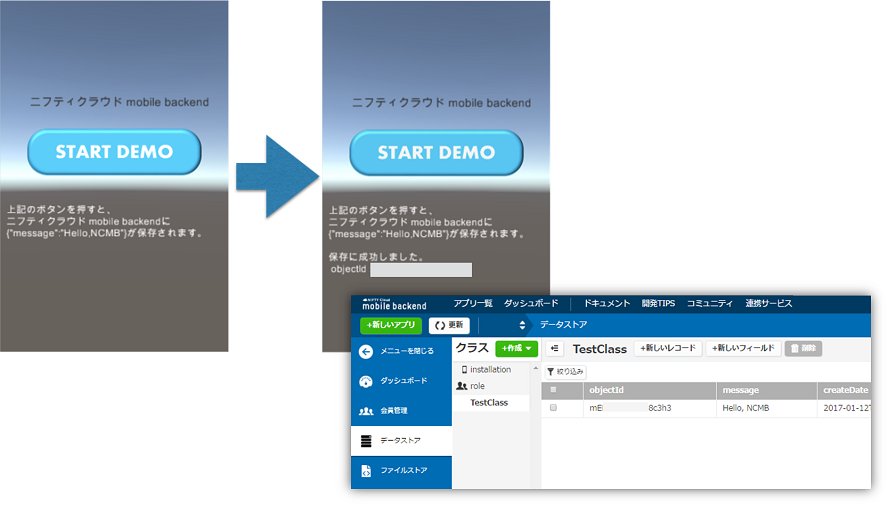 ニフティクラウド mobile backend
START DEMO
上記のボタンを押すと、
ニフティクラウド mobile backendに
{"message":"Hello,NCMB"}が保存されます。
ニフティクラウド mobile backend
START DEMO
上記のボタンを押すと、
ニフティクラウド mobile backendに
{"message":"Hello,NCMB"}が保存されます。
保存に成功しました。
objectId
NIFTY Cloud
mobile backend
アプリ一覧 ダッシュボード ドキュメント 開発TIPS コミュニティ 連携サービス
+新しいアプリ 更新 データストア
メニューを閉じる
ダッシュボード
会員管理
データストア
ファイルストア
クラス +作成
installation
role
TestClass
TestClass +新しいレコード +新しいフィールド 削除
絞り込み
objectId message createDate
mE 8c3h3 Hello, NCMB 2017-01-12T